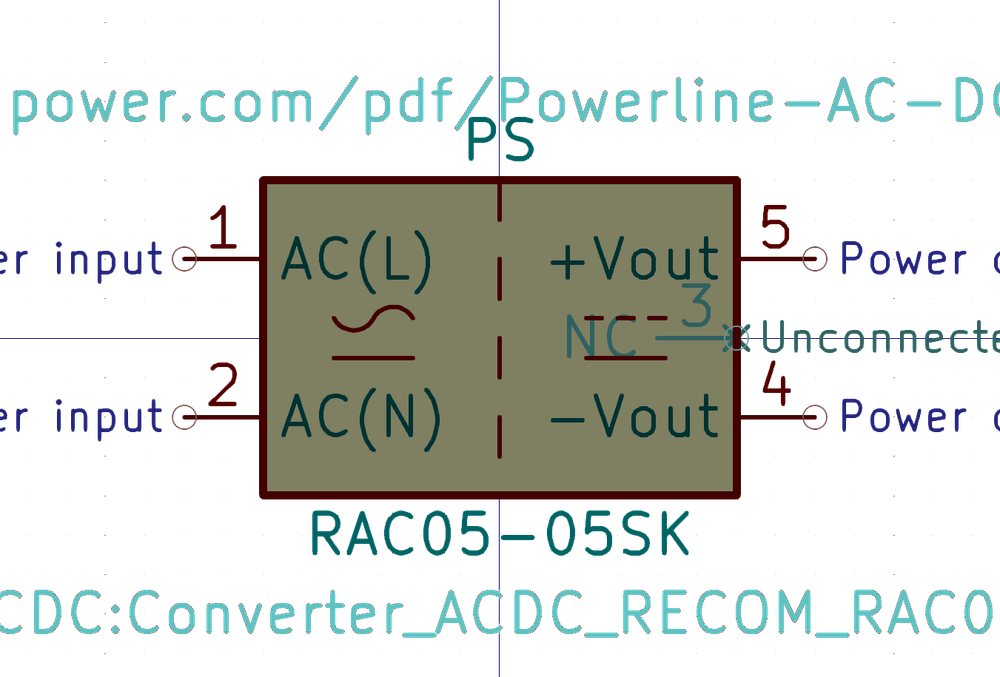 power.com/pdf/Powerline-AC-DC
PS
er input 1 AC(L) +Vout 5 Power o
NC 3 Unconnecte
er input 2 AC(N) -Vout 4 Power o
RAC05-05SK
CDC:Converter_ACDC_RECOM_RAC0